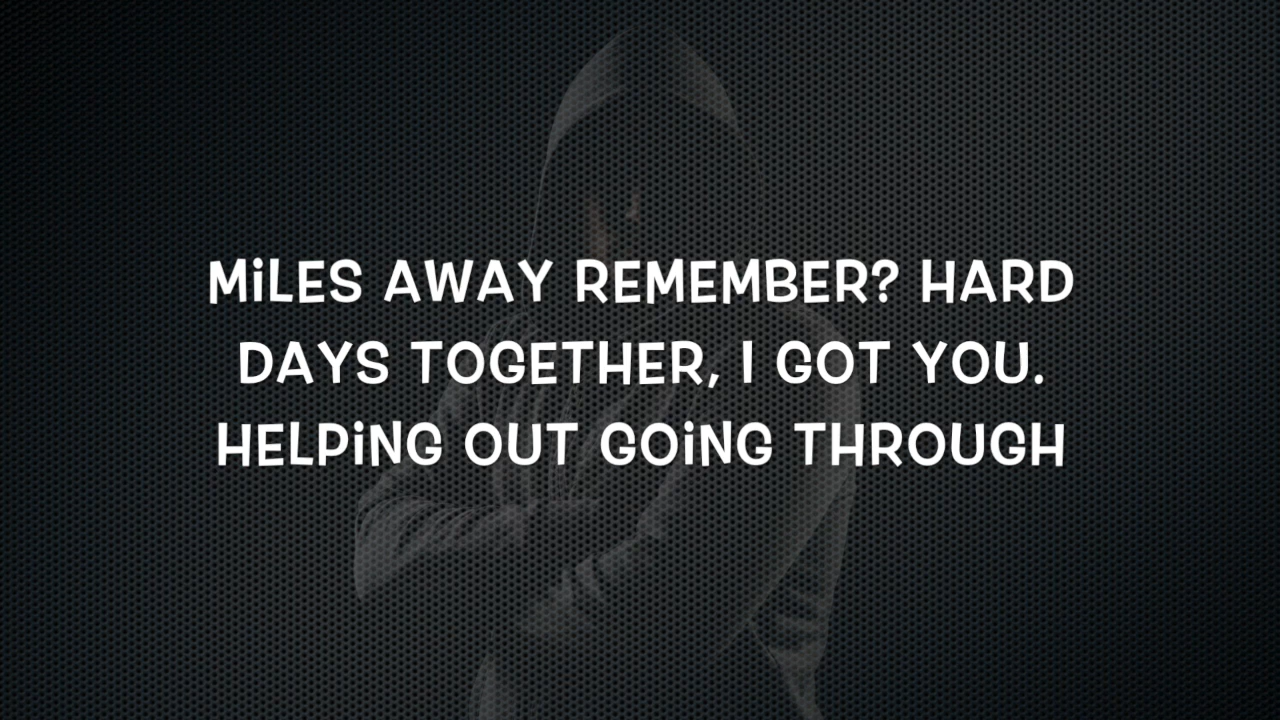 MiLES AWAY REMEMBER? HARD
DAYS TOGETHER, I GOT YOU.
HELPiNG OUT GOiNG THROUGH